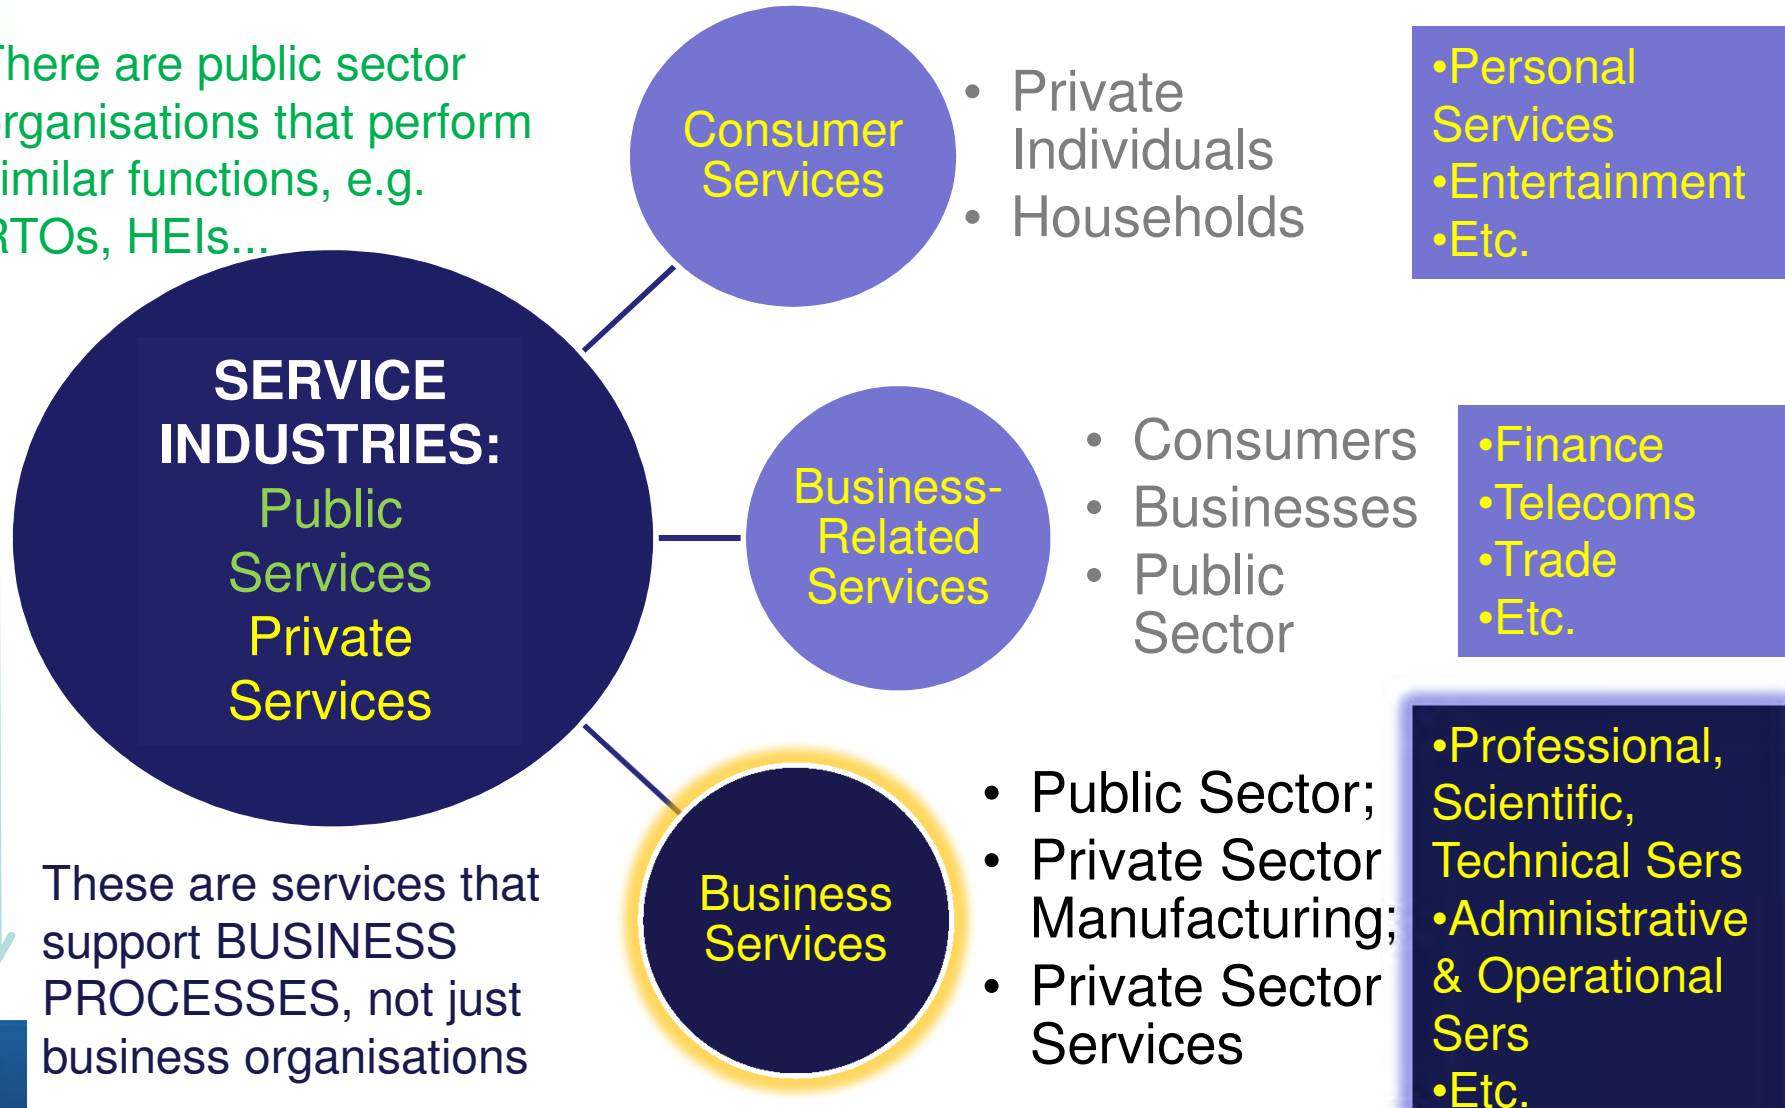 here are public sector
rganisations that perform
imilar functions, e.g.
RTOs, HEIs...
SERVICE
INDUSTRIES:
Public
Services
Private
Services
These are services that
support BUSINESS
PROCESSES, not just
business organisations
Consumer
Services
• Private
Individuals
• Households
•Personal
Services
•Entertainment
•Etc.
Business-
Related
Services
• Consumers
• Businesses
• Public
Sector
•Finance
•Telecoms
•Trade
•Etc.
Business
Services
• Public Sector;
• Private Sector
Manufacturing;
• Private Sector
Services
•Professional,
Scientific,
Technical Sers
•Administrative
& Operational
Sers
•Etc.